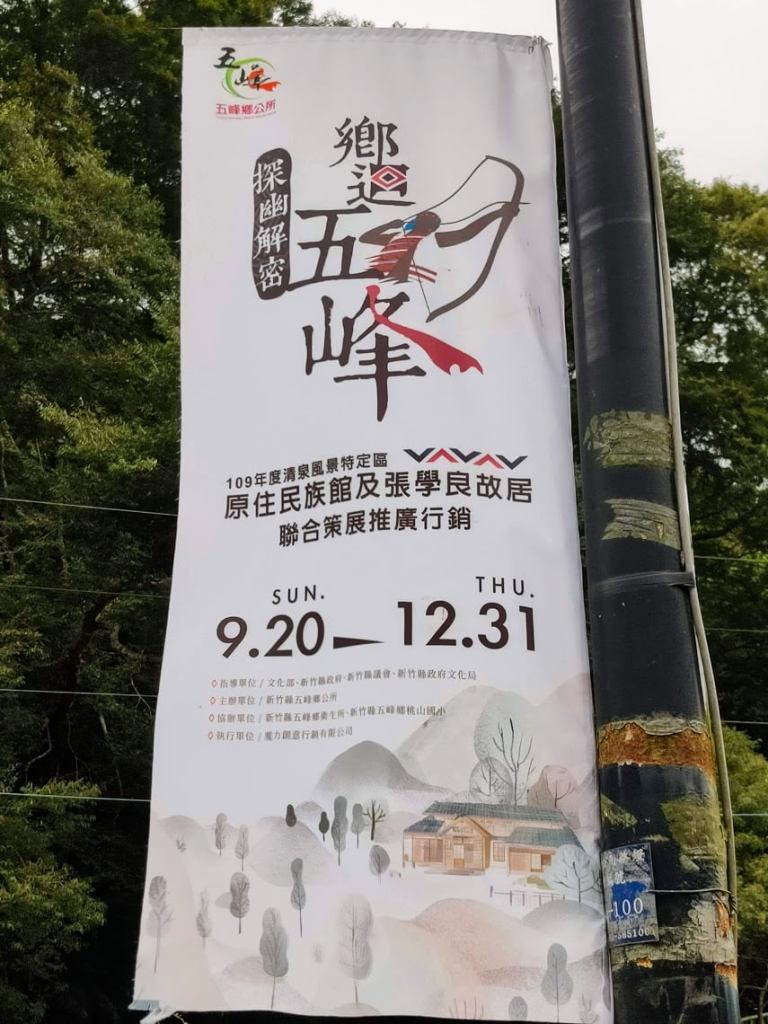 五峰
五峰鄉公所
探幽解密
鄉迴
五
峰
109年度清泉風景特定區
原住民族館及張學良故居
聯合策展推廣行銷
SUN. THU.
9.20 12.31
指導單位 / 文化部、新竹縣政府、新竹縣議會、新竹縣政府文化局
主辦單位 / 新竹縣五峰鄉公所
協辦單位 / 新竹縣五峰鄉衛生所、新竹縣五峰鄉桃山國小
執行單位 / 魔力創意行銷有限公司
100